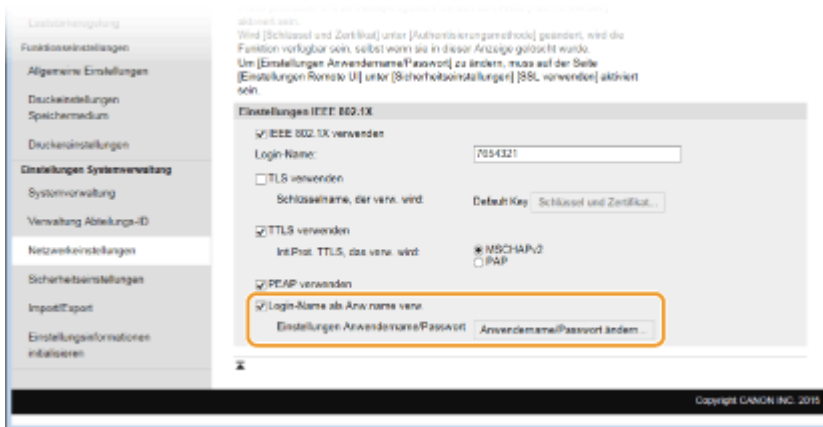 Funktionseinstellungen
Allgemeine Einstellungen
Druckeinstellungen
Speichermedium
Druckereinstellungen
Einstellungen Systemverwaltung
Systemverwaltung
Verwaltung Abteilungs-ID
Netzwerkeinstellungen
Sicherheitseinstellungen
Import/Export
Einstellungsinformationen
initialisieren
aktiviert sein.
Wird [Schlüssel und Zertifikat] unter [Authentisierungsmethode] geändert, wird die
Funktion verfügbar sein, selbst wenn sie in dieser Anzeige gelöscht wurde.
Um [Einstellungen Anwendername/Passwort] zu ändern, muss auf der Seite
[Einstellungen Remote UI] unter [Sicherheitseinstellungen] [SSL verwenden] aktiviert
sein.
Einstellungen IEEE 802.1X
IEEE 802.1X verwenden
Login-Name: 7654321
TLS verwenden
Schlüsselname, der verw. wird: Default Key Schlüssel und Zertifikat...
TTLS verwenden
Int.Prot. TTLS, das verw. wird: MSCHAPv2
PAP
PEAP verwenden
Login-Name als Anw.name verw.
Einstellungen Anwendername/Passwort: Anwendername/Passwort ändern...
Copyright CANON INC. 2015